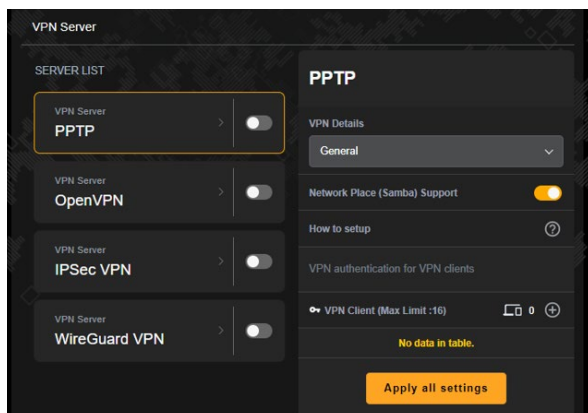 VPN Server
SERVER LIST
VPN Server
PPTP
VPN Server
OpenVPN
VPN Server
IPSec VPN
VPN Server
WireGuard VPN
PPTP
VPN Details
General
Network Place (Samba) Support
How to setup
VPN authentication for VPN clients
VPN Client (Max Limit :16) 0
No data in table.
Apply all settings